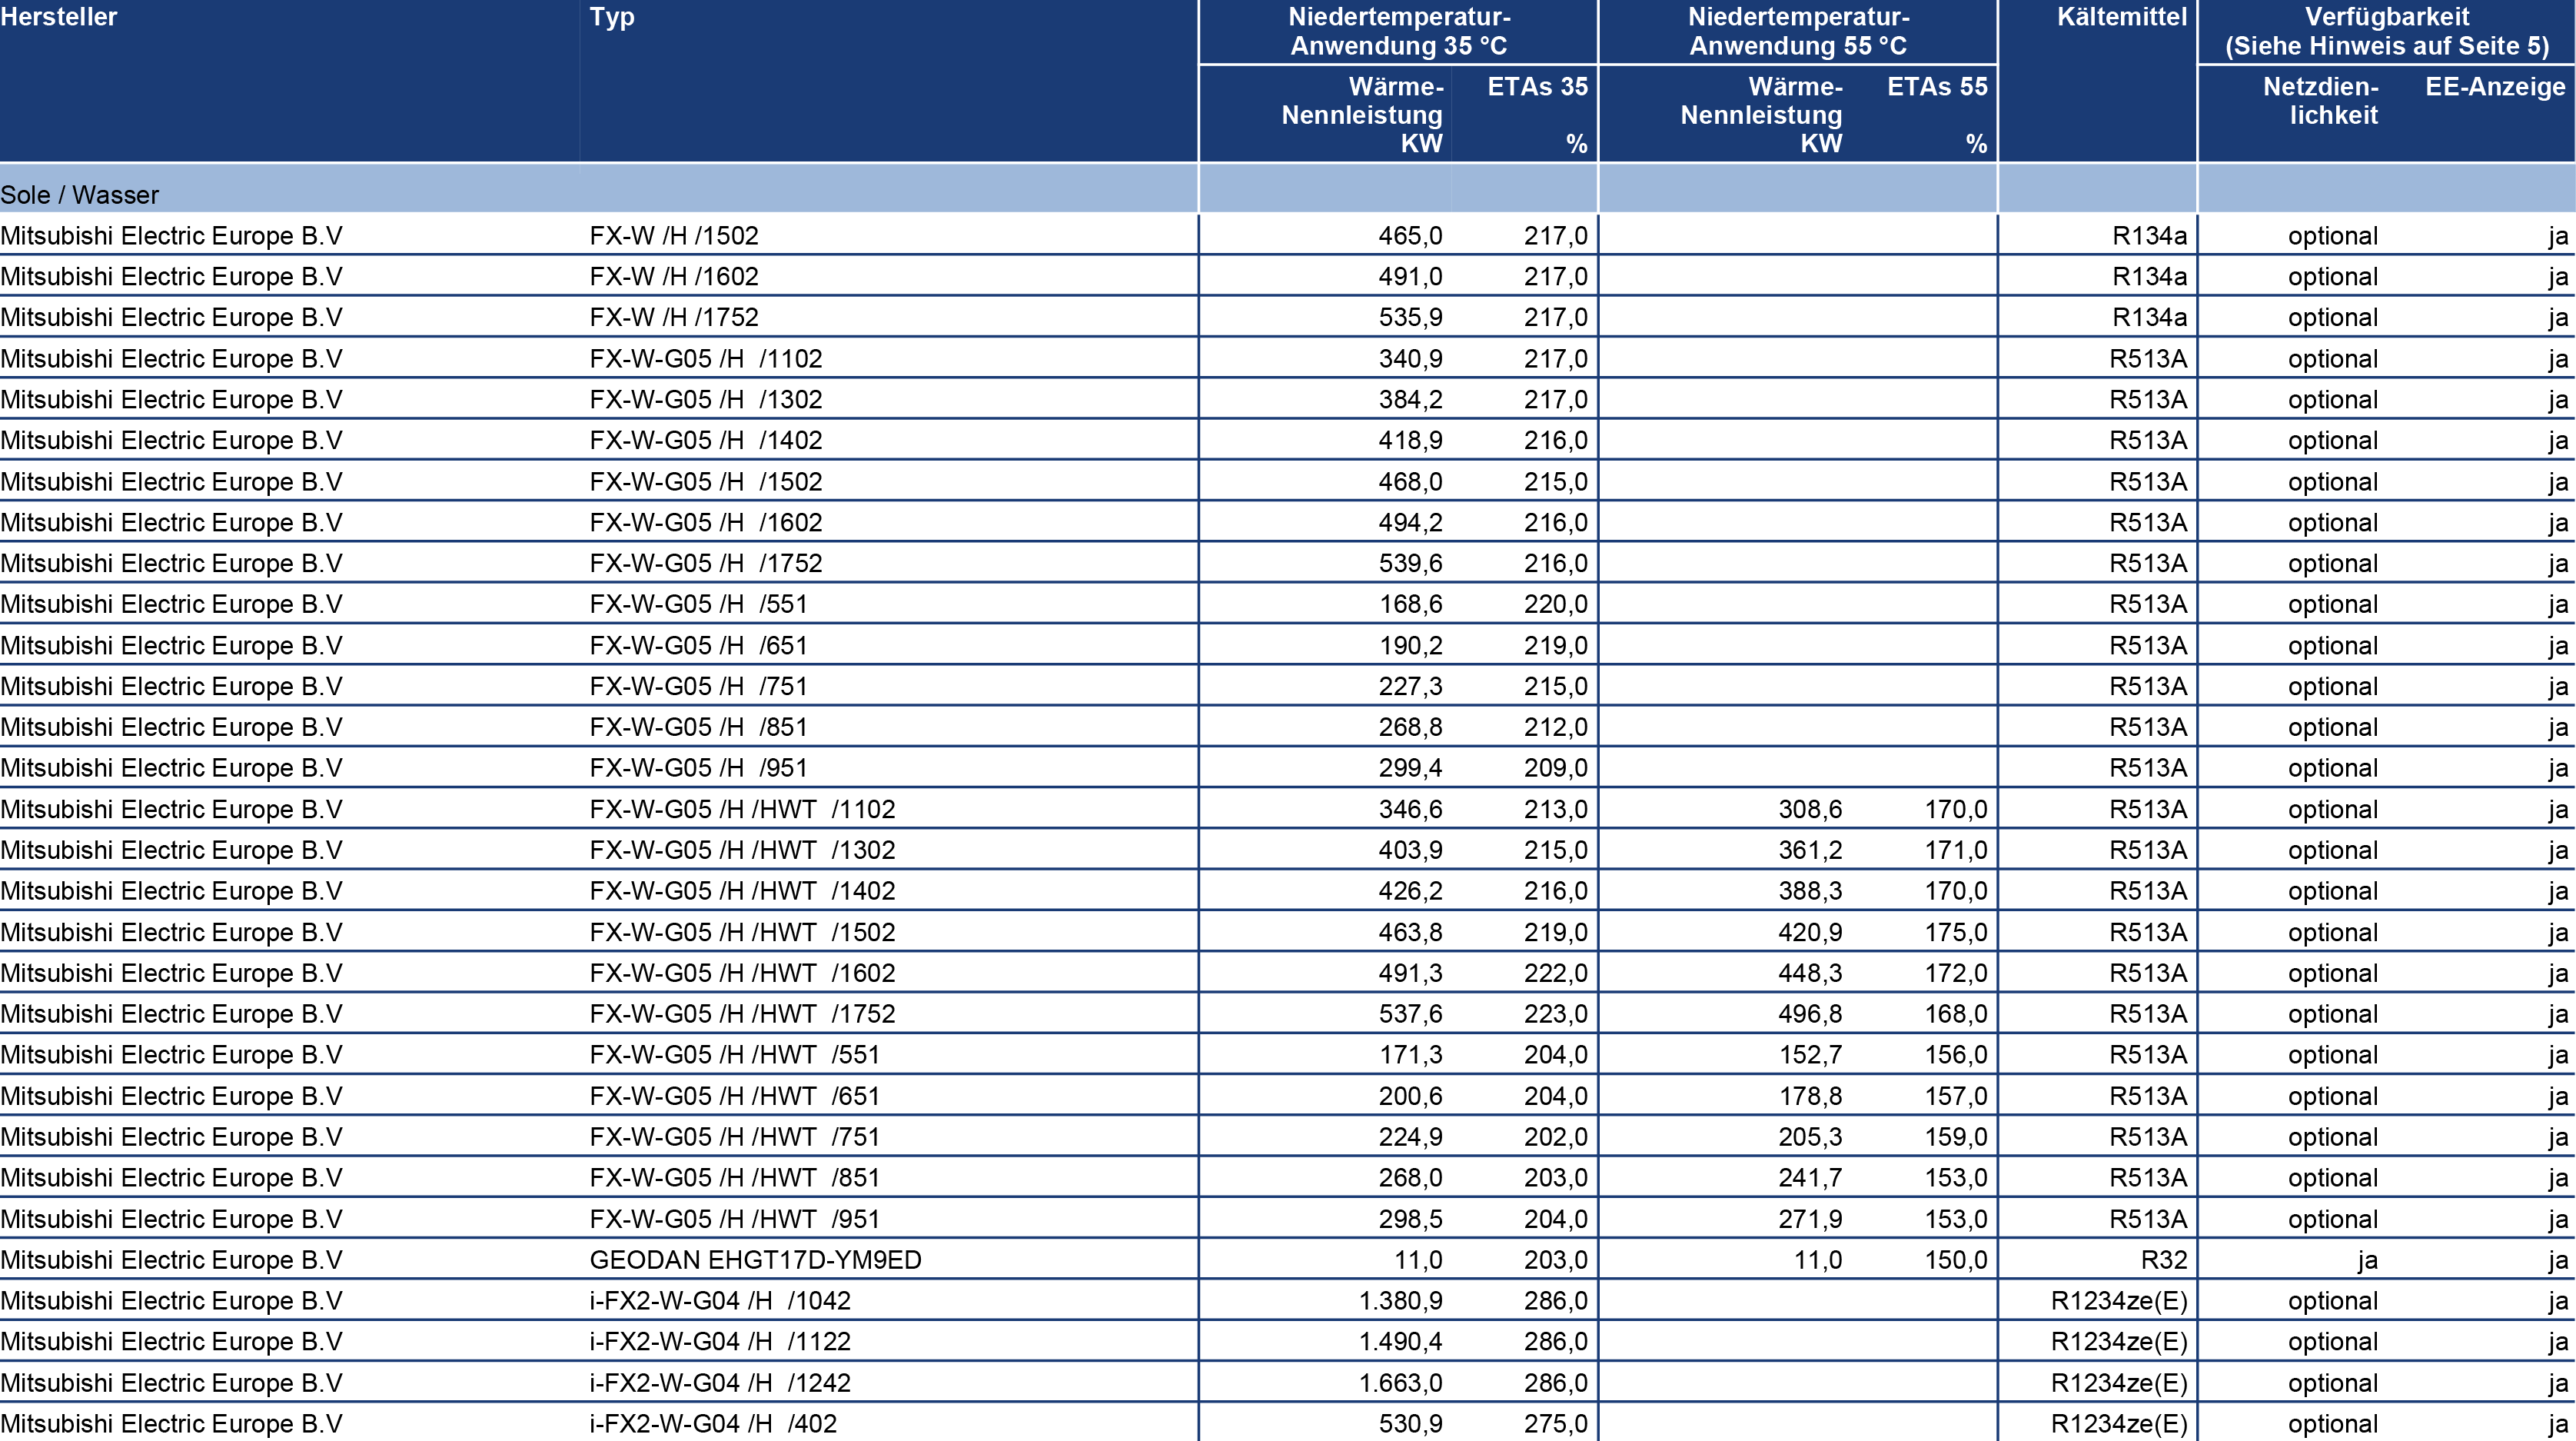 Hersteller Typ Niedertemperatur-Anwendung 35 °C Niedertemperatur-Anwendung 55 °C Kältemittel Verfügbarkeit (Siehe Hinweis auf Seite 5)
Wärme-Nennleistung KW ETAs 35 % Wärme-Nennleistung KW ETAs 55 % Netzdien-lichkeit EE-Anzeige
Sole / Wasser
Mitsubishi Electric Europe B.V FX-W /H /1502 465,0 217,0 R134a optional ja
Mitsubishi Electric Europe B.V FX-W /H /1602 491,0 217,0 R134a optional ja
Mitsubishi Electric Europe B.V FX-W /H /1752 535,9 217,0 R134a optional ja
Mitsubishi Electric Europe B.V FX-W-G05 /H /1102 340,9 217,0 R513A optional ja
Mitsubishi Electric Europe B.V FX-W-G05 /H /1302 384,2 217,0 R513A optional ja
Mitsubishi Electric Europe B.V FX-W-G05 /H /1402 418,9 216,0 R513A optional ja
Mitsubishi Electric Europe B.V FX-W-G05 /H /1502 468,0 215,0 R513A optional ja
Mitsubishi Electric Europe B.V FX-W-G05 /H /1602 494,2 216,0 R513A optional ja
Mitsubishi Electric Europe B.V FX-W-G05 /H /1752 539,6 216,0 R513A optional ja
Mitsubishi Electric Europe B.V FX-W-G05 /H /551 168,6 220,0 R513A optional ja
Mitsubishi Electric Europe B.V FX-W-G05 /H /651 190,2 219,0 R513A optional ja
Mitsubishi Electric Europe B.V FX-W-G05 /H /751 227,3 215,0 R513A optional ja
Mitsubishi Electric Europe B.V FX-W-G05 /H /851 268,8 212,0 R513A optional ja
Mitsubishi Electric Europe B.V FX-W-G05 /H /951 299,4 209,0 R513A optional ja
Mitsubishi Electric Europe B.V FX-W-G05 /H /HWT /1102 346,6 213,0 308,6 170,0 R513A optional ja
Mitsubishi Electric Europe B.V FX-W-G05 /H /HWT /1302 403,9 215,0 361,2 171,0 R513A optional ja
Mitsubishi Electric Europe B.V FX-W-G05 /H /HWT /1402 426,2 216,0 388,3 170,0 R513A optional ja
Mitsubishi Electric Europe B.V FX-W-G05 /H /HWT /1502 463,8 219,0 420,9 175,0 R513A optional ja
Mitsubishi Electric Europe B.V FX-W-G05 /H /HWT /1602 491,3 222,0 448,3 172,0 R513A optional ja
Mitsubishi Electric Europe B.V FX-W-G05 /H /HWT /1752 537,6 223,0 496,8 168,0 R513A optional ja
Mitsubishi Electric Europe B.V FX-W-G05 /H /HWT /551 171,3 204,0 152,7 156,0 R513A optional ja
Mitsubishi Electric Europe B.V FX-W-G05 /H /HWT /651 200,6 204,0 178,8 157,0 R513A optional ja
Mitsubishi Electric Europe B.V FX-W-G05 /H /HWT /751 224,9 202,0 205,3 159,0 R513A optional ja
Mitsubishi Electric Europe B.V FX-W-G05 /H /HWT /851 268,0 203,0 241,7 153,0 R513A optional ja
Mitsubishi Electric Europe B.V FX-W-G05 /H /HWT /951 298,5 204,0 271,9 153,0 R513A optional ja
Mitsubishi Electric Europe B.V GEODAN EHGT17D-YM9ED 11,0 203,0 11,0 150,0 R32 ja ja
Mitsubishi Electric Europe B.V i-FX2-W-G04 /H /1042 1.380,9 286,0 R1234ze(E) optional ja
Mitsubishi Electric Europe B.V i-FX2-W-G04 /H /1122 1.490,4 286,0 R1234ze(E) optional ja
Mitsubishi Electric Europe B.V i-FX2-W-G04 /H /1242 1.663,0 286,0 R1234ze(E) optional ja
Mitsubishi Electric Europe B.V i-FX2-W-G04 /H /402 530,9 275,0 R1234ze(E) optional ja